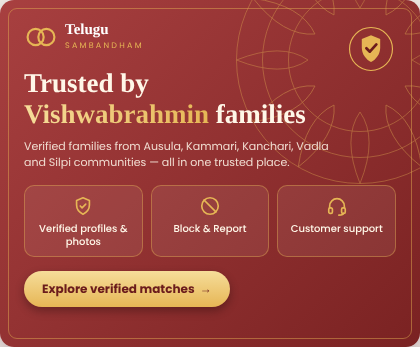 Telugu
SAMBANDHAM
Trusted by
Vishwabrahmin families
Verified families from Ausula, Kammari, Kanchari, Vadla
and Silpi communities — all in one trusted place.
Verified profiles &
photos
Block & Report
Customer support
Explore verified matches →